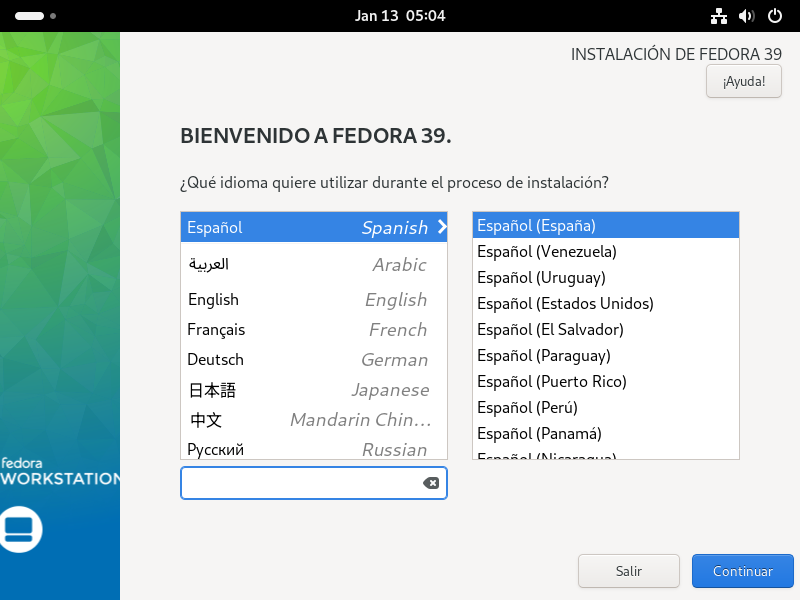 Jan 13 05:04
INSTALACIÓN DE FEDORA 39
¡Ayuda!
BIENVENIDO A FEDORA 39.
¿Qué idioma quiere utilizar durante el proceso de instalación?
Español Spanish
العربية Arabic
English English
Français French
Deutsch German
日本語 Japanese
中文 Mandarin Chin…
Русский Russian
Español (España)
Español (Venezuela)
Español (Uruguay)
Español (Estados Unidos)
Español (El Salvador)
Español (Paraguay)
Español (Puerto Rico)
Español (Perú)
Español (Panamá)
Español (Nicaragua)
fedora
WORKSTATION
Salir
Continuar